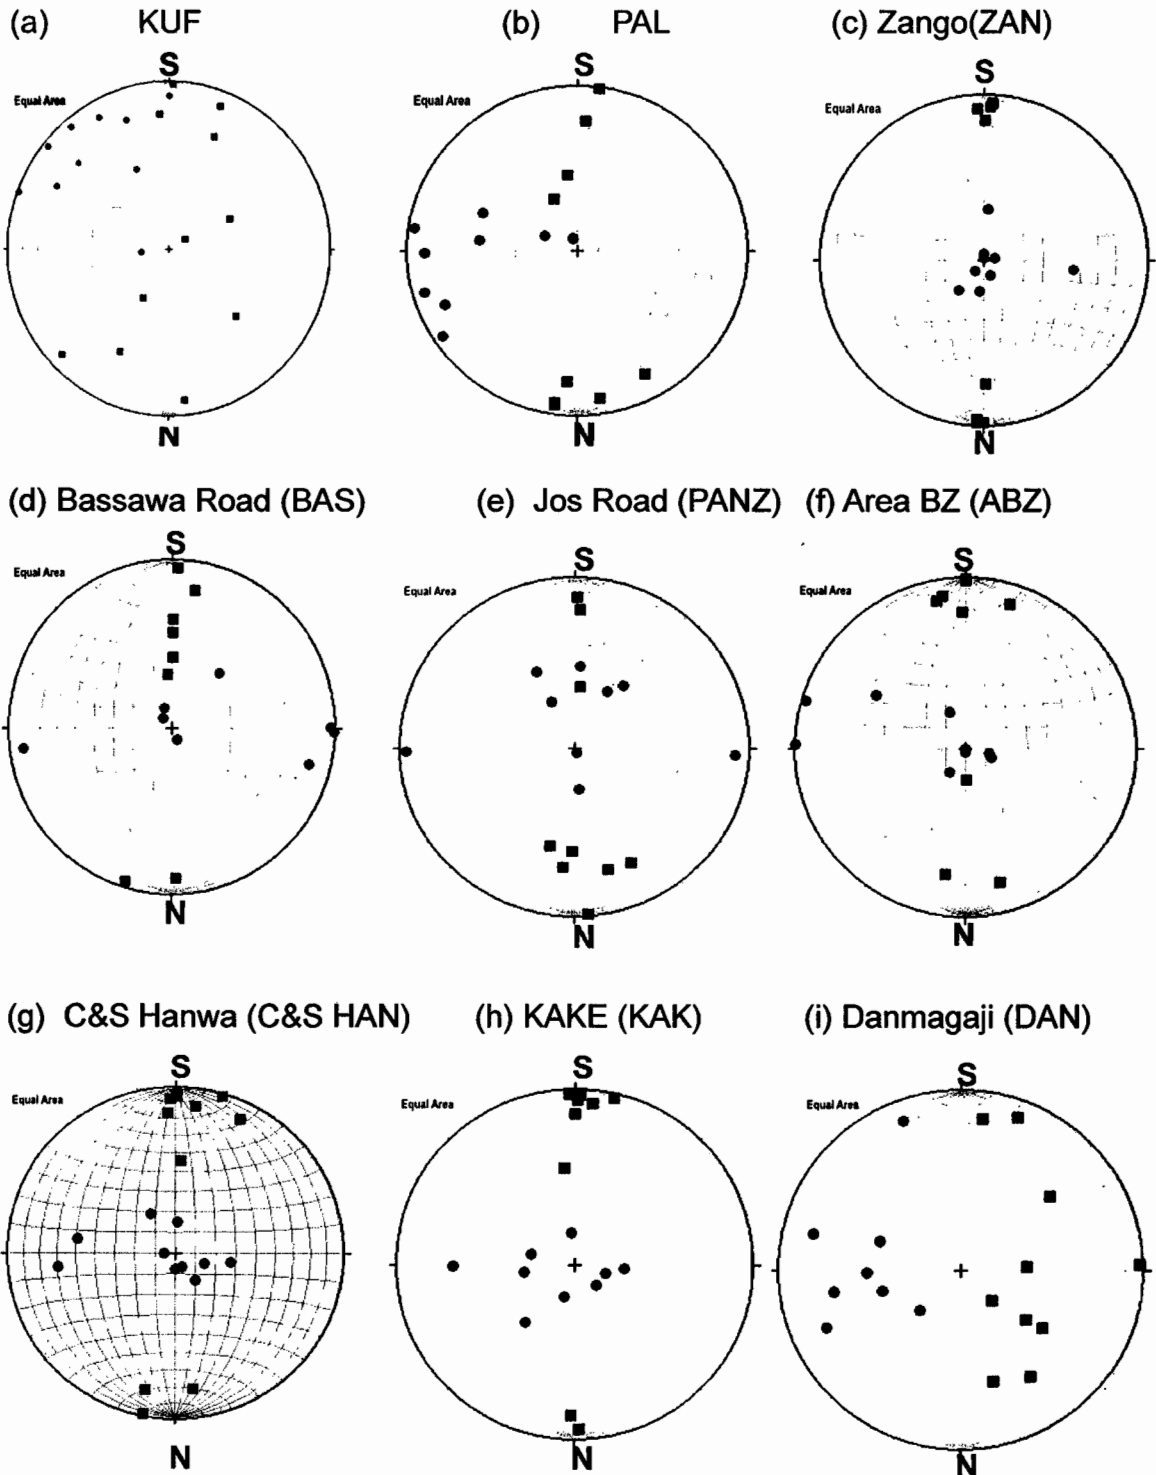 (a) KUF
(b) PAL
(c) Zango(ZAN)
S
S
S
Equal Area
Equal Area
Equal Area
N
N
N
(d) Bassawa Road (BAS)
(e) Jos Road (PANZ)
(f) Area BZ (ABZ)
S
S
S
Equal Area
Equal Area
Equal Area
N
N
N
(g) C&S Hanwa (C&S HAN)
(h) KAKE (KAK)
(i) Danmagaji (DAN)
S
S
S
Equal Area
Equal Area
Equal Area
N
N
N